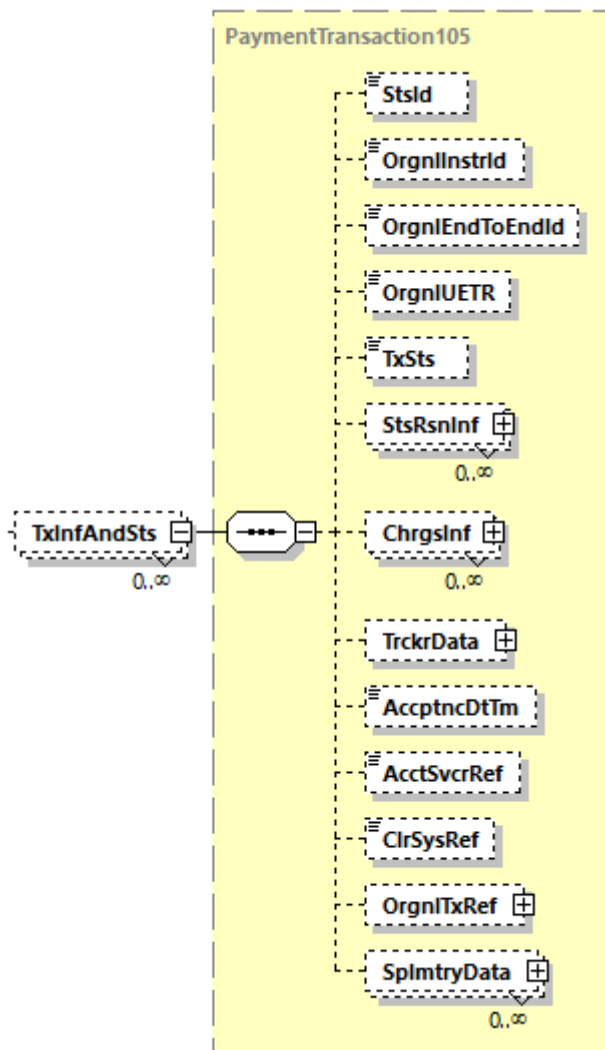 PaymentTransaction105
StsId
OrgnlInstrId
OrgnlEndToEndId
OrgnlUETR
TxSts
StsRsnInf
0..∞
TxInfAndSts
0..∞
ChrgsInf
0..∞
TrckrData
AccptncDtTm
AcctSvcrRef
ClrSysRef
OrgnlTxRef
SplmtryData
0..∞